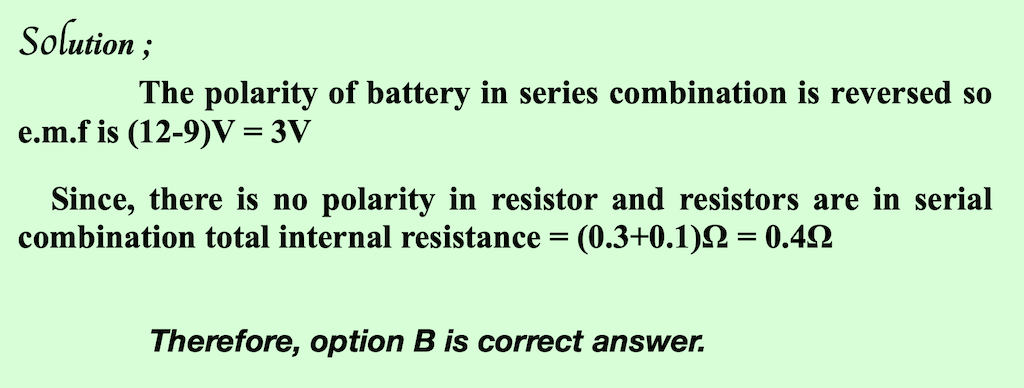 Solution ;
The polarity of battery in series combination is reversed so
e.m.f is (12-9)V = 3V
Since, there is no polarity in resistor and resistors are in serial
combination total internal resistance = (0.3+0.1)Ω = 0.4Ω
Therefore, option B is correct answer.